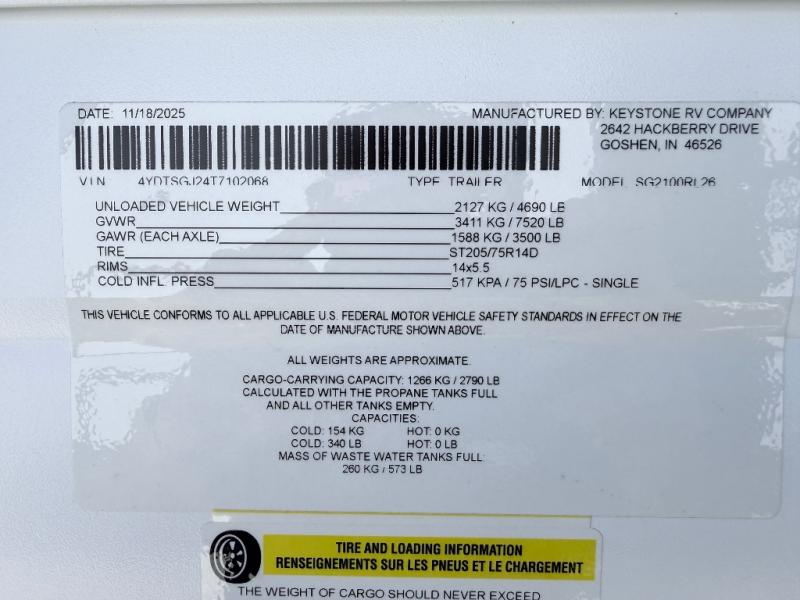 DATE: 11/18/2025
MANUFACTURED BY: KEYSTONE RV COMPANY
2642 HACKBERRY DRIVE
GOSHEN, IN 46526
VIN 4YDTSGJ24T7102068 TYPE TRAILER MODEL SG2100RL26
UNLOADED VEHICLE WEIGHT 2127 KG / 4690 LB
GVWR 3411 KG / 7520 LB
GAWR (EACH AXLE) 1588 KG / 3500 LB
TIRE ST205/75R14D
RIMS 14x5.5
COLD INFL. PRESS 517 KPA / 75 PSI/LPC - SINGLE
THIS VEHICLE CONFORMS TO ALL APPLICABLE U.S. FEDERAL MOTOR VEHICLE SAFETY STANDARDS IN EFFECT ON THE
DATE OF MANUFACTURE SHOWN ABOVE.
ALL WEIGHTS ARE APPROXIMATE.
CARGO-CARRYING CAPACITY: 1266 KG / 2790 LB
CALCULATED WITH THE PROPANE TANKS FULL
AND ALL OTHER TANKS EMPTY.
CAPACITIES:
COLD: 154 KG HOT: 0 KG
COLD: 340 LB HOT: 0 LB
MASS OF WASTE WATER TANKS FULL:
260 KG / 573 LB
TIRE AND LOADING INFORMATION
RENSEIGNEMENTS SUR LES PNEUS ET LE CHARGEMENT
THE WEIGHT OF CARGO SHOULD NEVER EXCEED